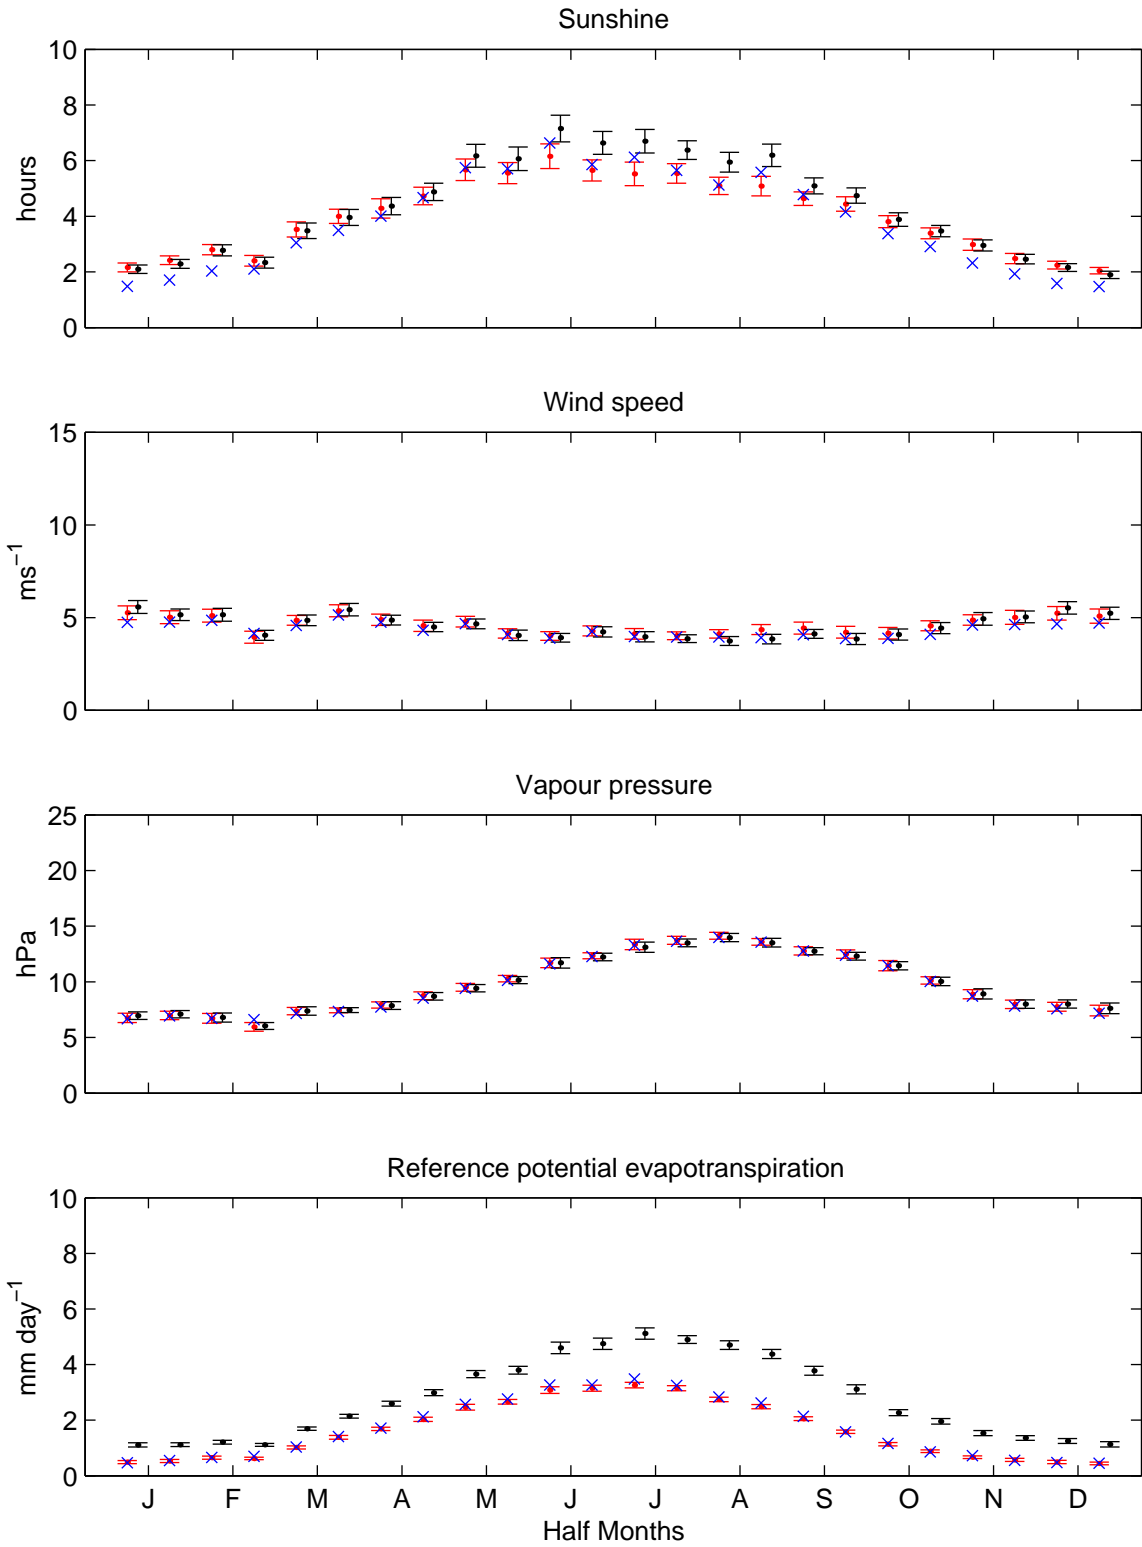 Sunshine
10
8
6
4
2
0
hours
Wind speed
15
10
5
0
ms−1
Vapour pressure
25
20
15
10
5
0
hPa
Reference potential evapotranspiration
10
8
6
4
2
0
mm day−1
J F M A M J J A S O N D
Half Months